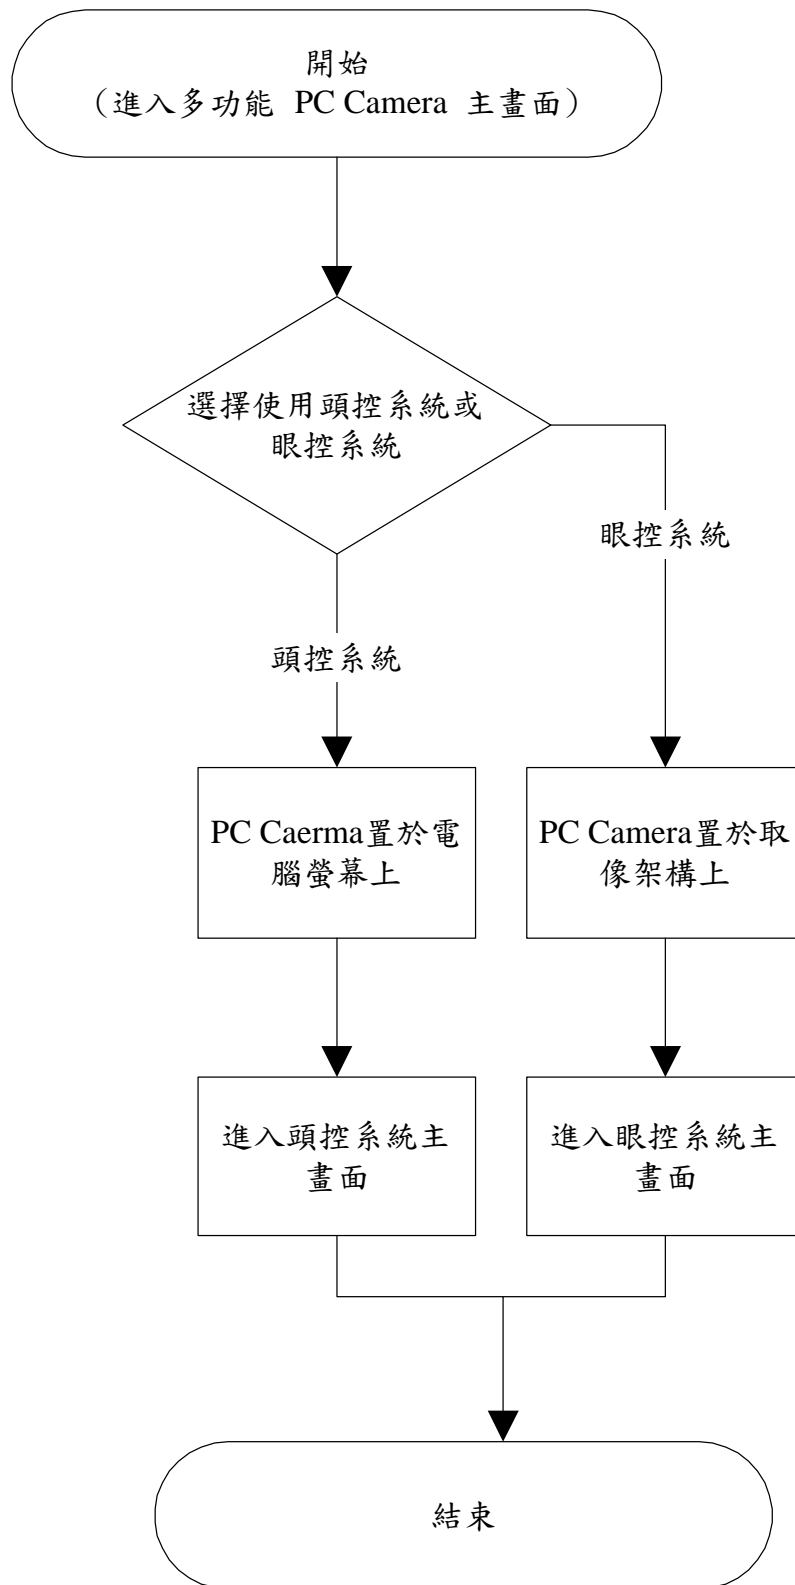 開始
（進入多功能 PC Camera 主畫面）
選擇使用頭控系統或
眼控系統
眼控系統
頭控系統
PC Caerma置於電
腦螢幕上
PC Camera置於取
像架構上
進入頭控系統主
畫面
進入眼控系統主
畫面
結束